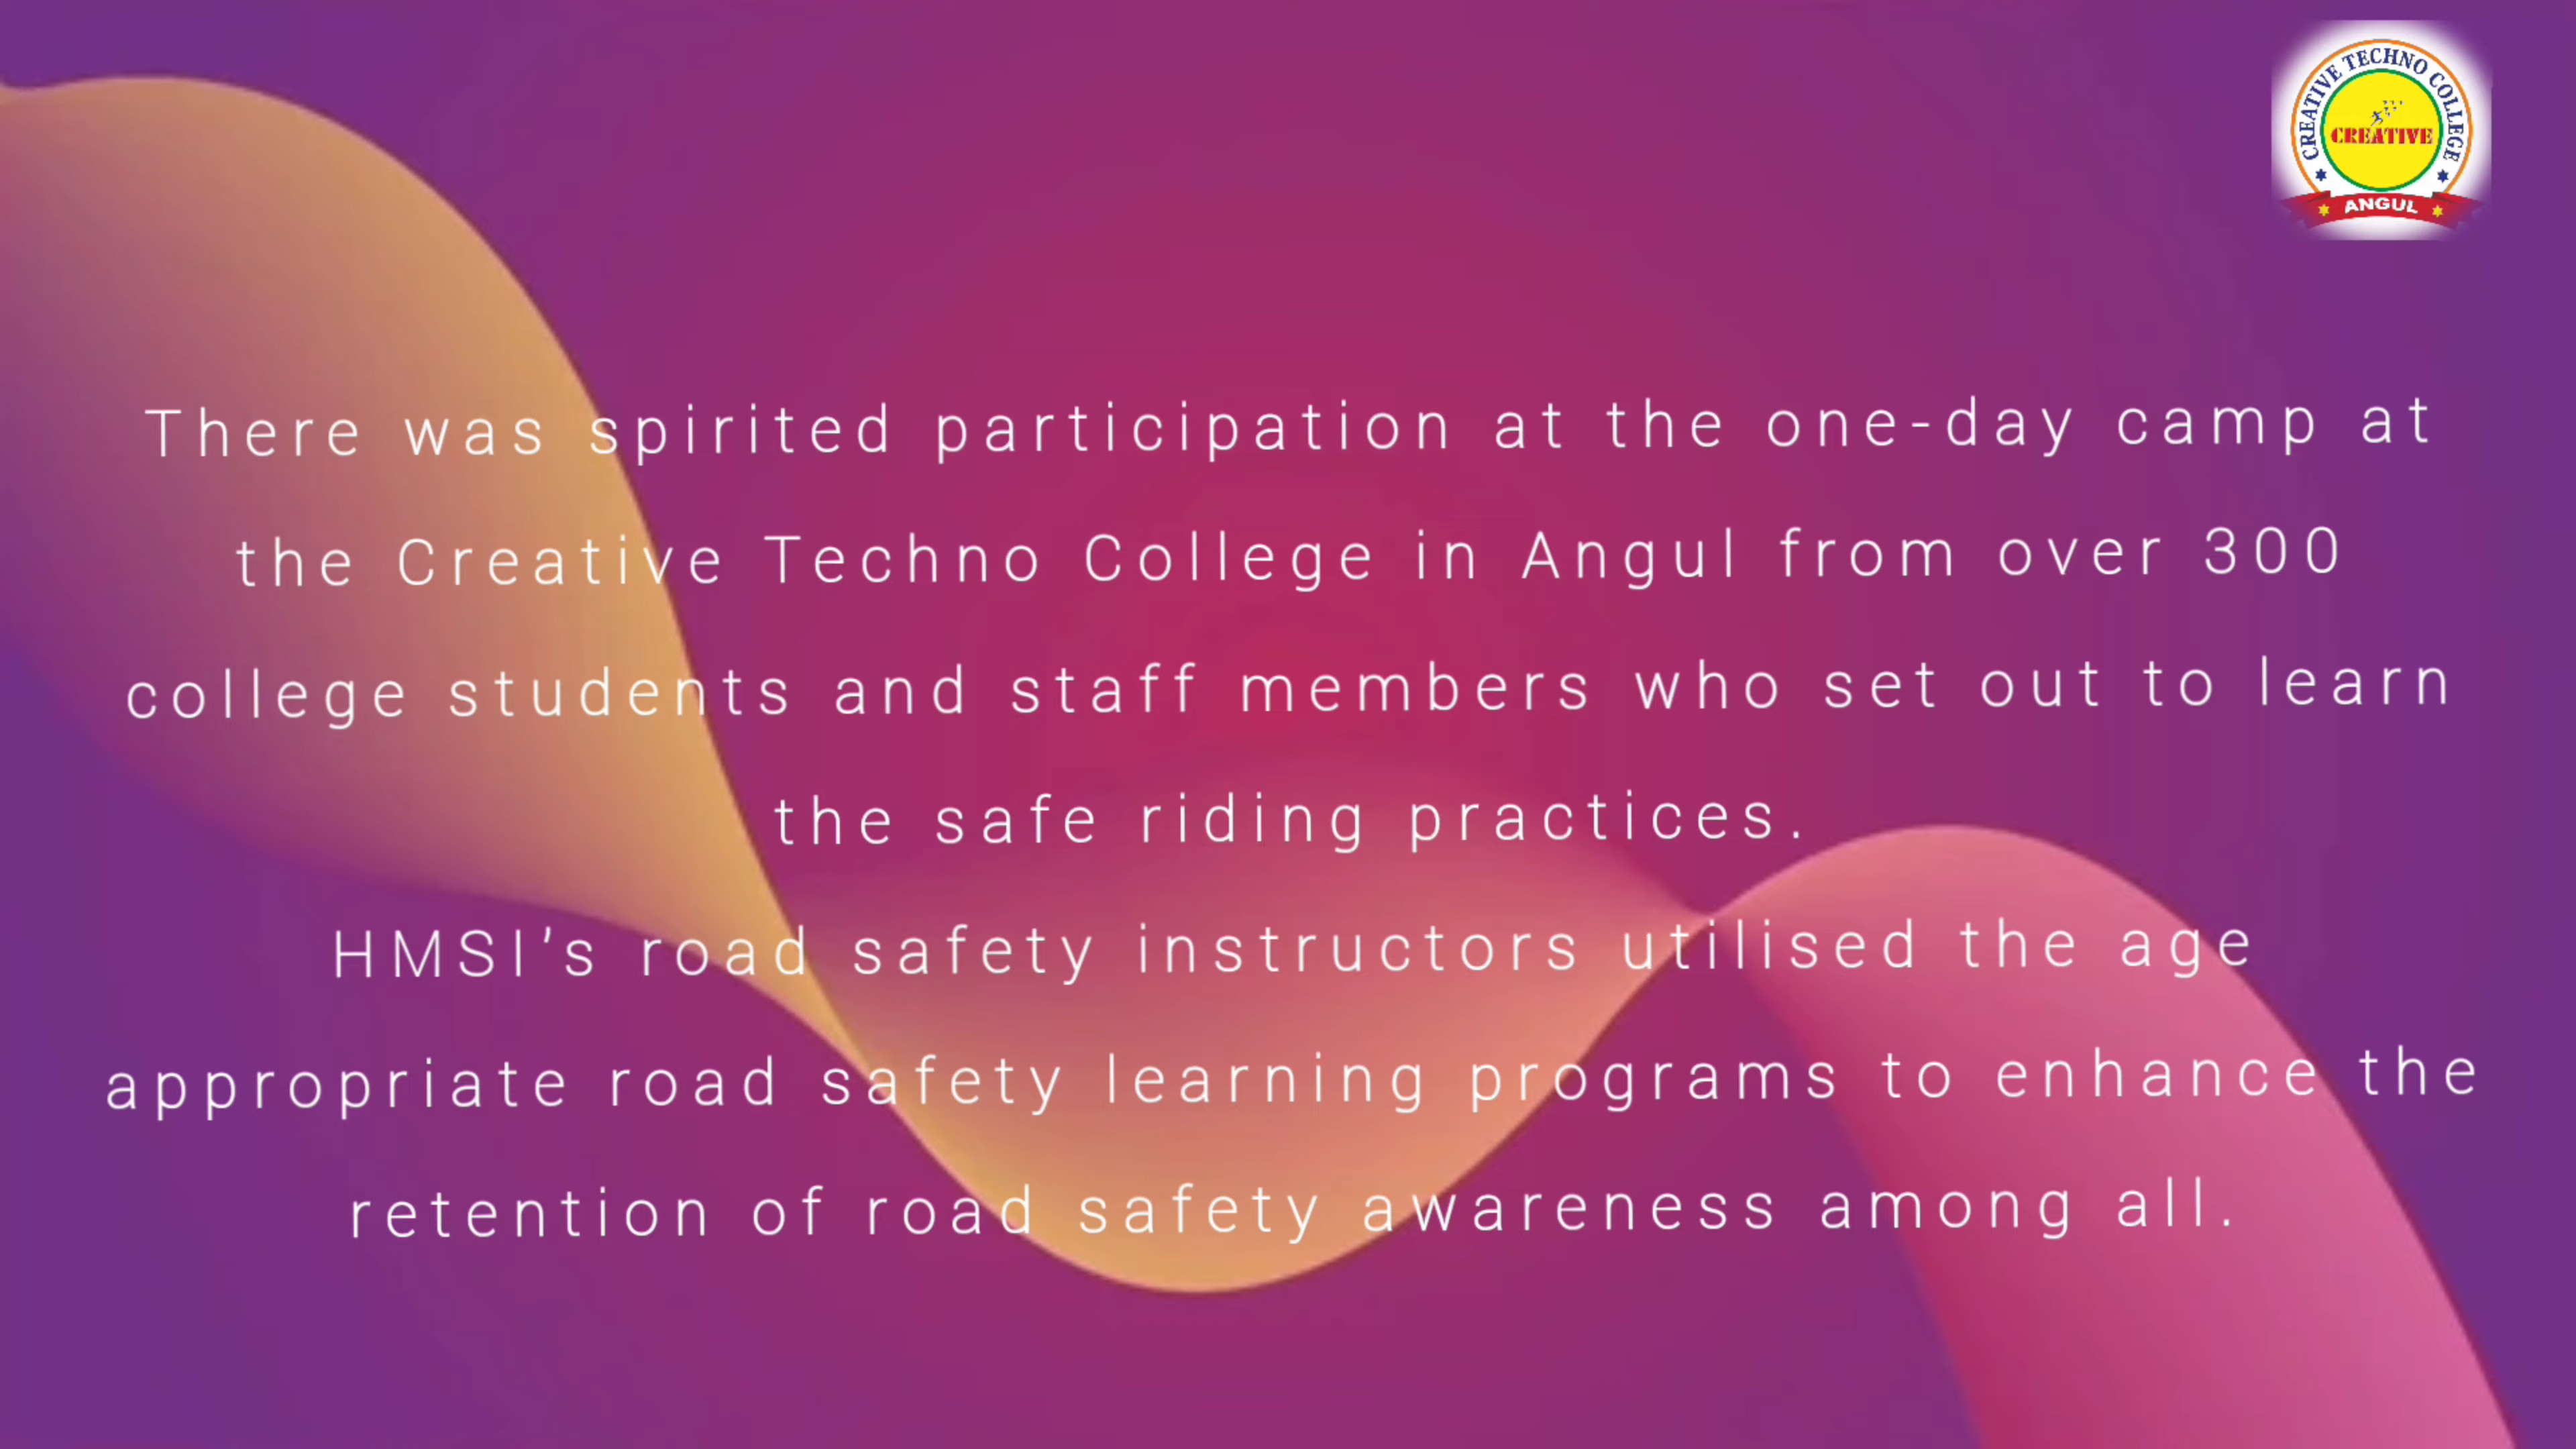 CREATIVE TECHNO COLLEGE
CREATIVE
ANGUL
There was spirited participation at the one-day camp at
the Creative Techno College in Angul from over 300
college students and staff members who set out to learn
the safe riding practices.
HMSI's road safety instructors utilised the age
appropriate road safety learning programs to enhance the
retention of road safety awareness among all.